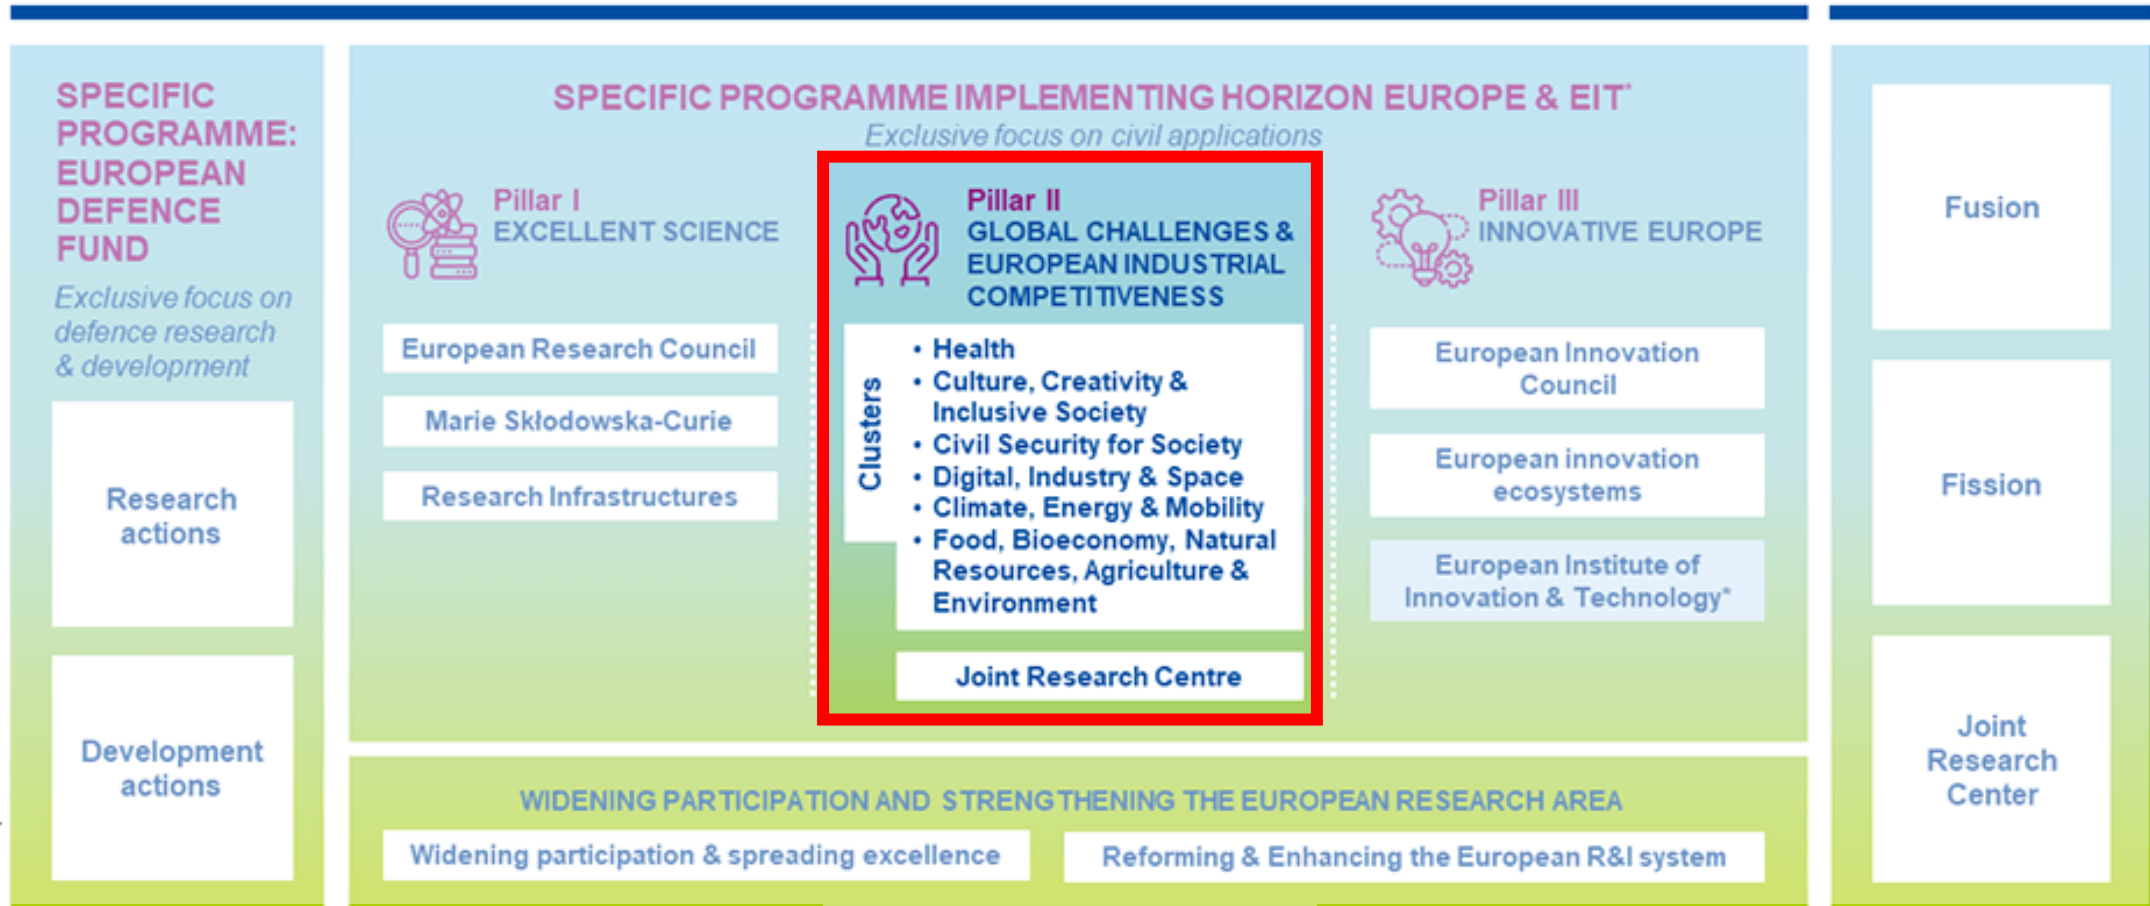 SPECIFIC
PROGRAMME:
EUROPEAN
DEFENCE
FUND
Exclusive focus on
defence research
& development
Research
actions
Development
actions
SPECIFIC PROGRAMME IMPLEMENTING HORIZON EUROPE & EIT*
Exclusive focus on civil applications
Pillar I
EXCELLENT SCIENCE
European Research Council
Marie Skłodowska-Curie
Research Infrastructures
Pillar II
GLOBAL CHALLENGES &
EUROPEAN INDUSTRIAL
COMPETITIVENESS
Clusters
• Health
• Culture, Creativity &
Inclusive Society
• Civil Security for Society
• Digital, Industry & Space
• Climate, Energy & Mobility
• Food, Bioeconomy, Natural
Resources, Agriculture &
Environment
Joint Research Centre
Pillar III
INNOVATIVE EUROPE
European Innovation
Council
European innovation
ecosystems
European Institute of
Innovation & Technology*
WIDENING PARTICIPATION AND STRENGTHENING THE EUROPEAN RESEARCH AREA
Widening participation & spreading excellence
Reforming & Enhancing the European R&I system
Fusion
Fission
Joint
Research
Center